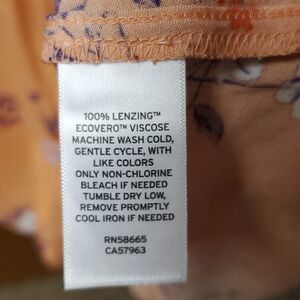 100% LENZING™
ECOVERO™ VISCOSE
MACHINE WASH COLD,
GENTLE CYCLE, WITH
LIKE COLORS
ONLY NON-CHLORINE
BLEACH IF NEEDED
TUMBLE DRY LOW,
REMOVE PROMPTLY
COOL IRON IF NEEDED
RN58665
CA57963